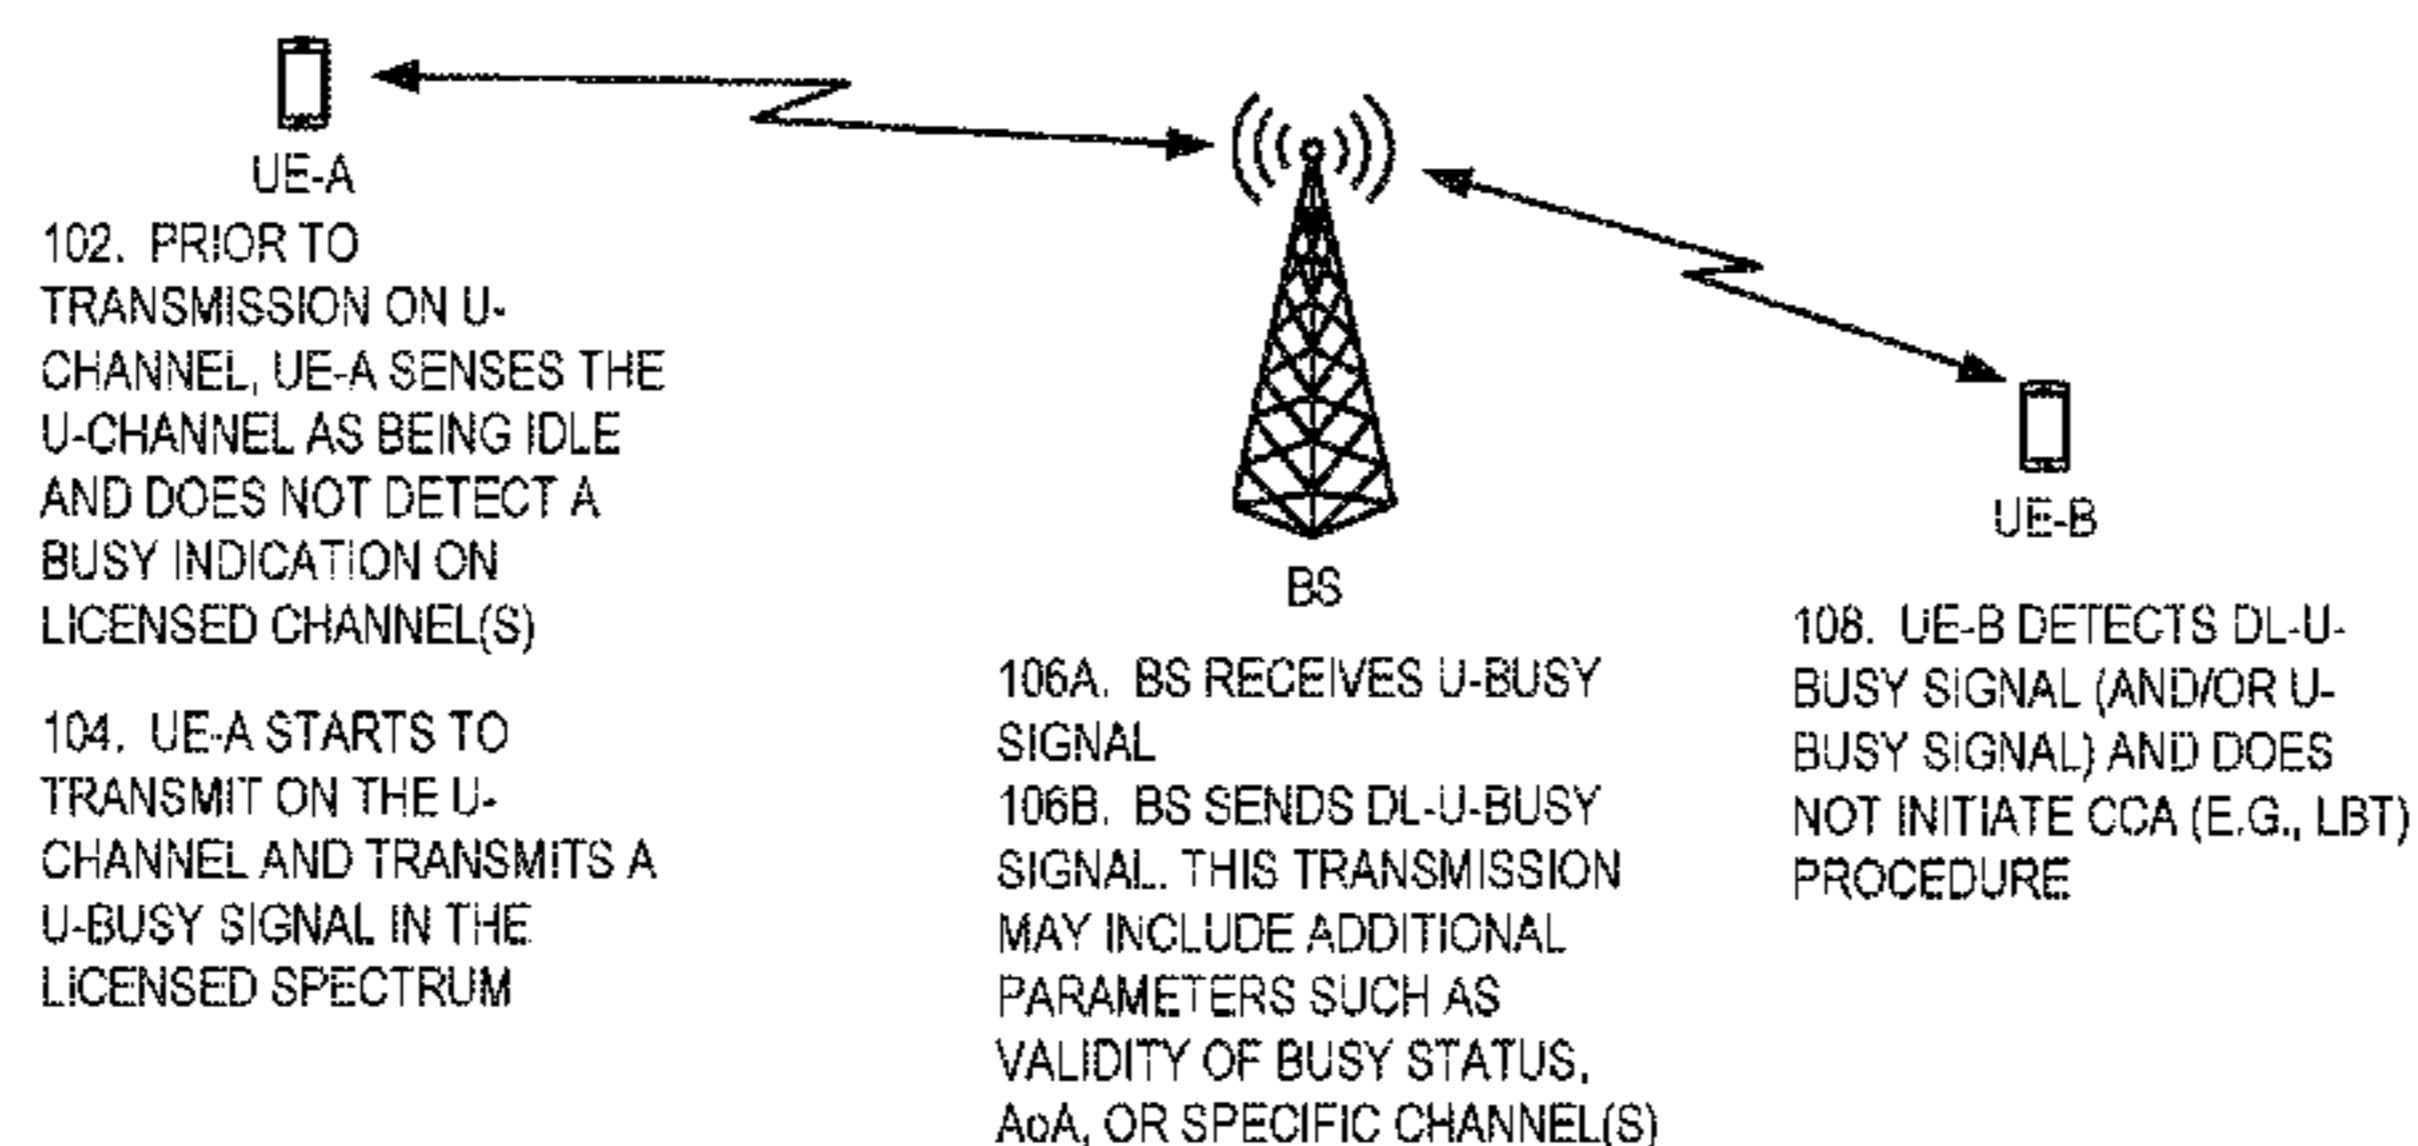 UE-A
102. PRIOR TO
TRANSMISSION ON U-
CHANNEL, UE-A SENSES THE
U-CHANNEL AS BEING IDLE
AND DOES NOT DETECT A
BUSY INDICATION ON
LICENSED CHANNEL(S)
104. UE-A STARTS TO
TRANSMIT ON THE U-
CHANNEL AND TRANSMITS A
U-BUSY SIGNAL IN THE
LICENSED SPECTRUM
BS
106A. BS RECEIVES U-BUSY
SIGNAL
106B. BS SENDS DL-U-BUSY
SIGNAL. THIS TRANSMISSION
MAY INCLUDE ADDITIONAL
PARAMETERS SUCH AS
VALIDITY OF BUSY STATUS,
AoA, OR SPECIFIC CHANNEL(S)
UE-B
108. UE-B DETECTS DL-U-
BUSY SIGNAL (AND/OR U-
BUSY SIGNAL) AND DOES
NOT INITIATE CCA (E.G., LBT)
PROCEDURE